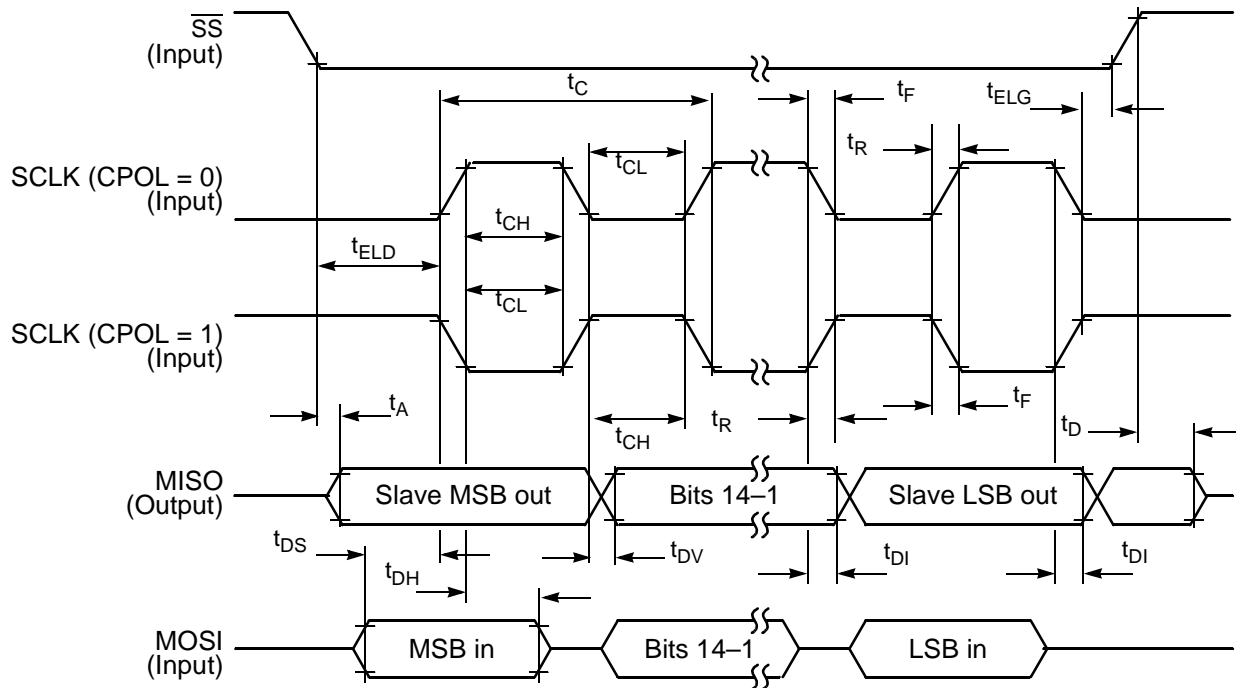 SS
(Input)
tC
tF
tELG
tR
SCLK (CPOL = 0)
(Input)
tCL
tCH
tELD
tCL
SCLK (CPOL = 1)
(Input)
tA
tCH
tR
tF
tD
MISO
(Output)
Slave MSB out
Bits 14–1
Slave LSB out
tDS
tDH
tDV
tDI
tDI
MOSI
(Input)
MSB in
Bits 14–1
LSB in